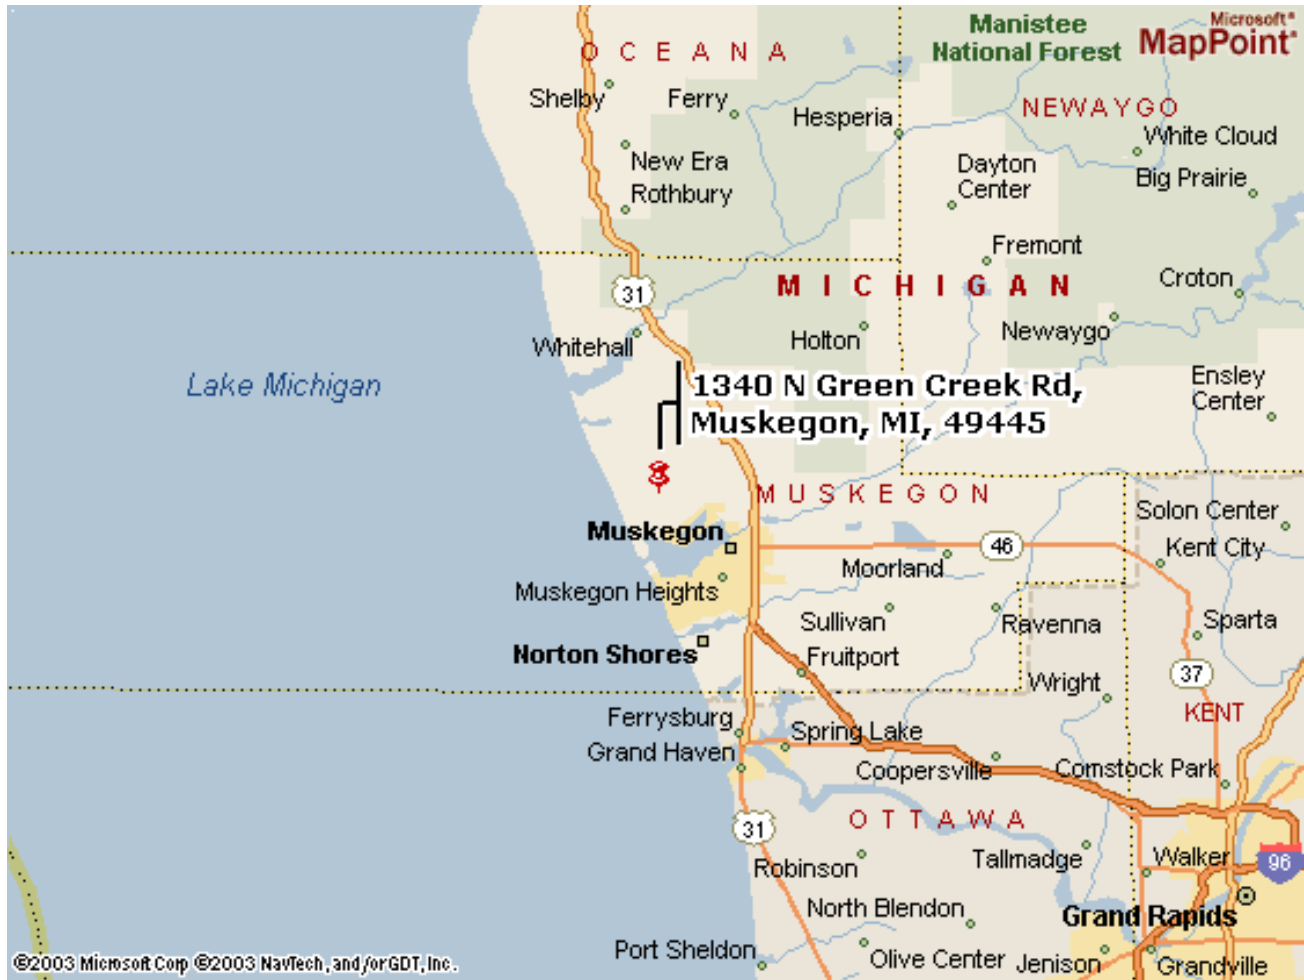 Manistee
National Forest
Microsoft®
MapPoint®
OCEANA
Shelby
Ferry
Hesperia
NEWAYGO
White Cloud
New Era
Rothbury
Dayton
Center
Big Prairie
Fremont
31
MICHIGAN
Croton
Whitehall
Holton
Newaygo
Lake Michigan
1340 N Green Creek Rd,
Muskegon, MI, 49445
Ensley
Center
MUSKEGON
Solon Center
Muskegon
46
Kent City
Moorland
Muskegon Heights
Sullivan
Ravenna
Sparta
Norton Shores
Fruitport
Wright
37
KENT
Ferrysburg
Spring Lake
Grand Haven
Coopersville
Comstock Park
31
OTTAWA
Robinson
Tallmadge
Walker
96
North Blendon
Grand Rapids
Port Sheldon
Olive Center
Jenison
Grandville
©2003 Microsoft Corp ©2003 NavTech, and/or GDT, Inc.